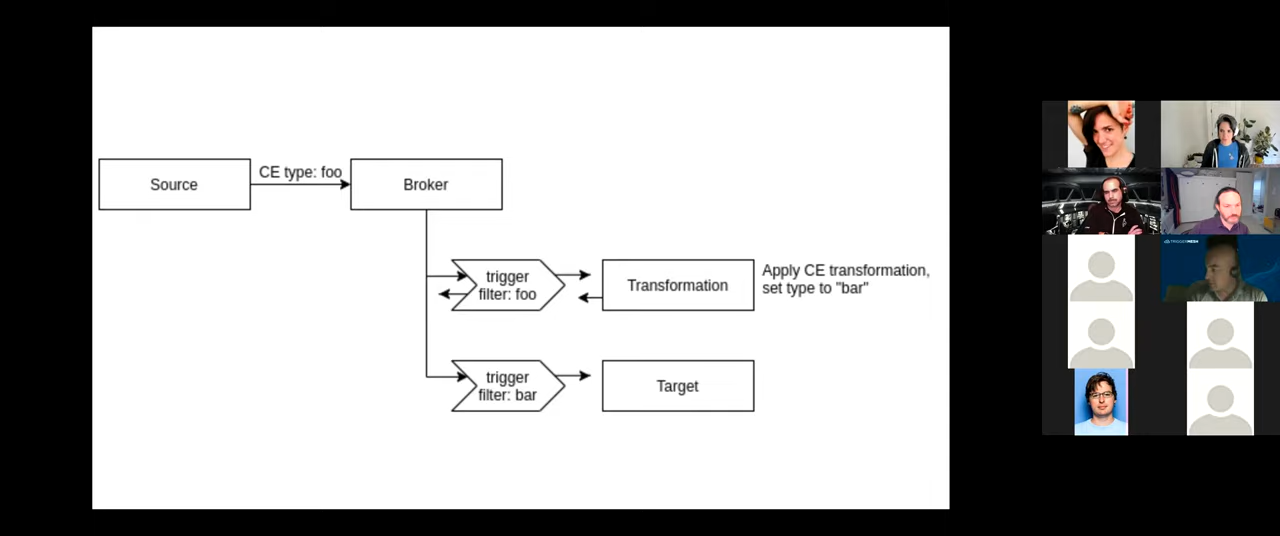 Source
CE type: foo
Broker
trigger
filter: foo
Transformation
Apply CE transformation,
set type to "bar"
trigger
filter: bar
Target
TRIGGERMESH